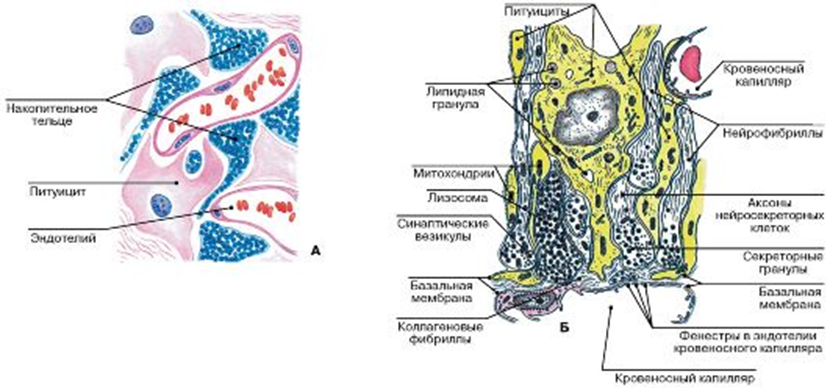 Накопительное
тельце
Питуицит
Эндотелий
А
Питуициты
Липидная
гранула
Митохондрии
Лизосома
Синаптические
везикулы
Базальная
мембрана
Коллагеновые
фибриллы
Б
Кровеносный
капилляр
Нейрофибриллы
Аксоны
нейросекреторных
клеток
Секреторные
гранулы
Базальная
мембрана
Фенестры в эндотелии
кровеносного капилляра
Кровеносный капилляр